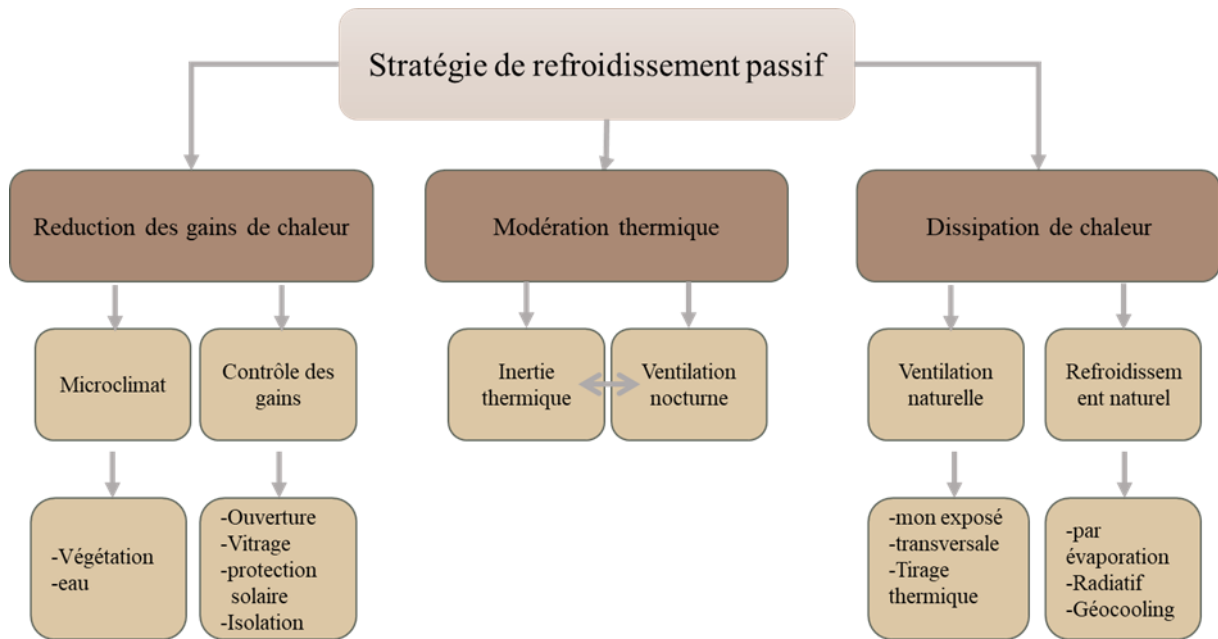 Stratégie de refroidissement passif
Reduction des gains de chaleur
Modération thermique
Dissipation de chaleur
Microclimat
Contrôle des
gains
Inertie
thermique
Ventilation
nocturne
Ventilation
naturelle
Refroidissem
ent naturel
-Végétation
-eau
-Ouverture
-Vitrage
-protection
solaire
-Isolation
-mon exposé
-transversale
-Tirage
thermique
-par
évaporation
-Radiatif
-Géocooling